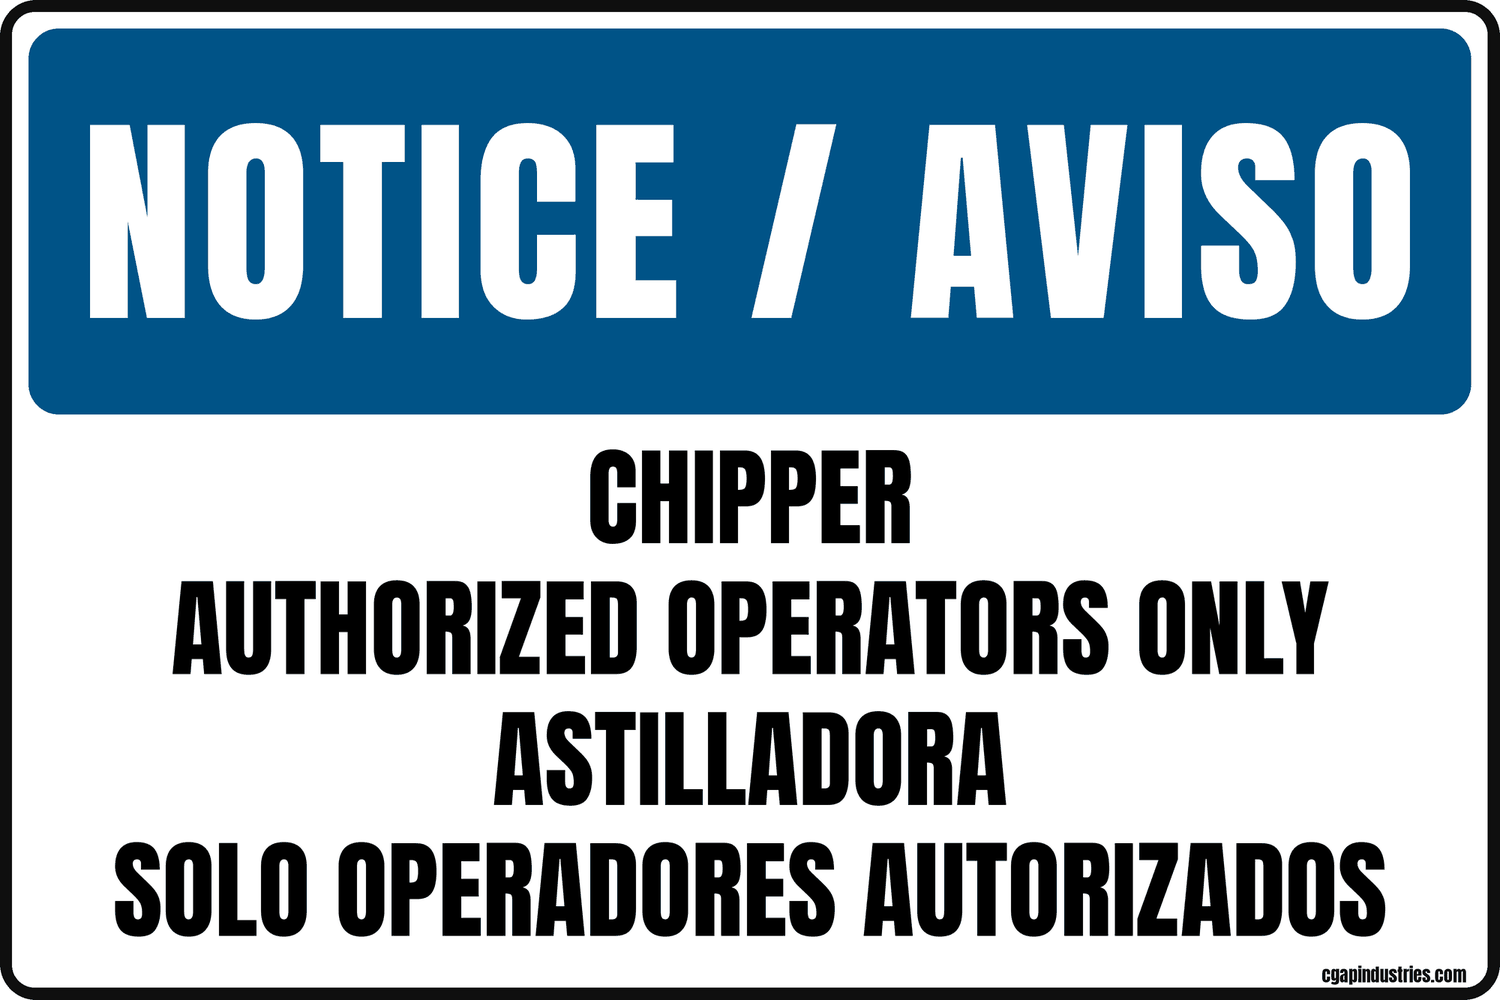 NOTICE / AVISO
CHIPPER
AUTHORIZED OPERATORS ONLY
ASTILLADORA
SOLO OPERADORES AUTORIZADOS
cgapindustries.com